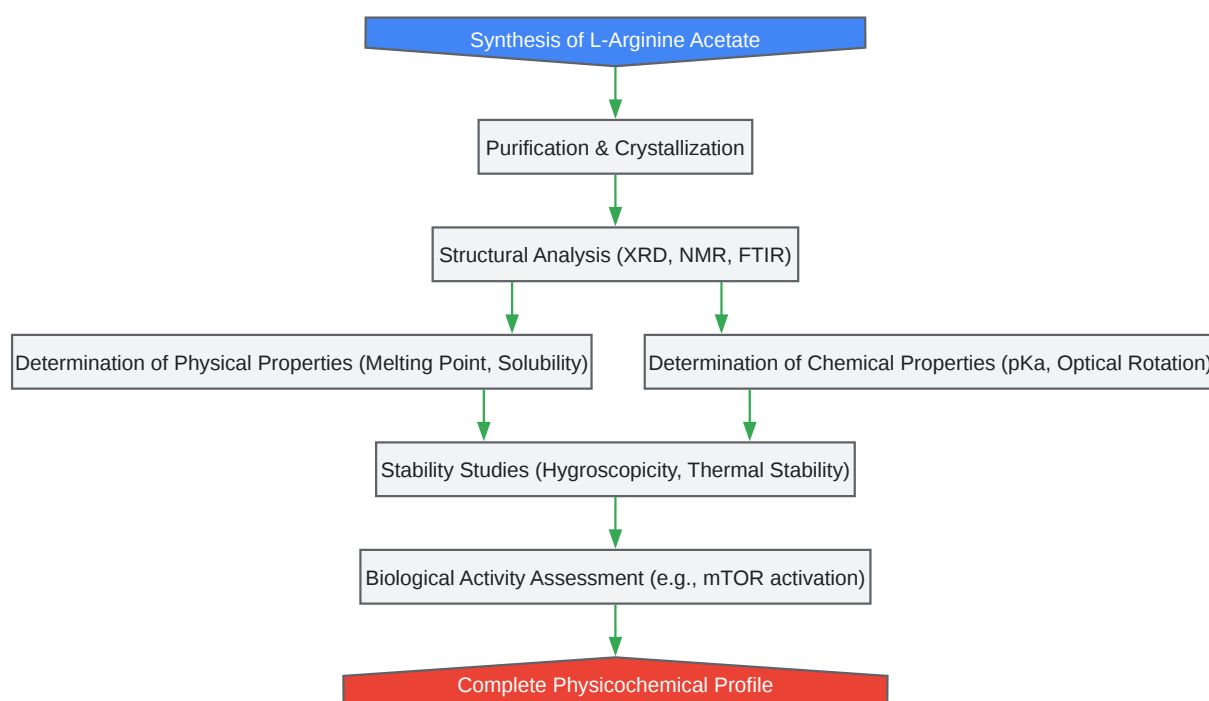 Synthesis of L-Arginine Acetate
Purification & Crystallization
Structural Analysis (XRD, NMR, FTIR)
Determination of Physical Properties (Melting Point, Solubility)
Determination of Chemical Properties (pKa, Optical Rotation)
Stability Studies (Hygroscopicity, Thermal Stability)
Biological Activity Assessment (e.g., mTOR activation)
Complete Physicochemical Profile